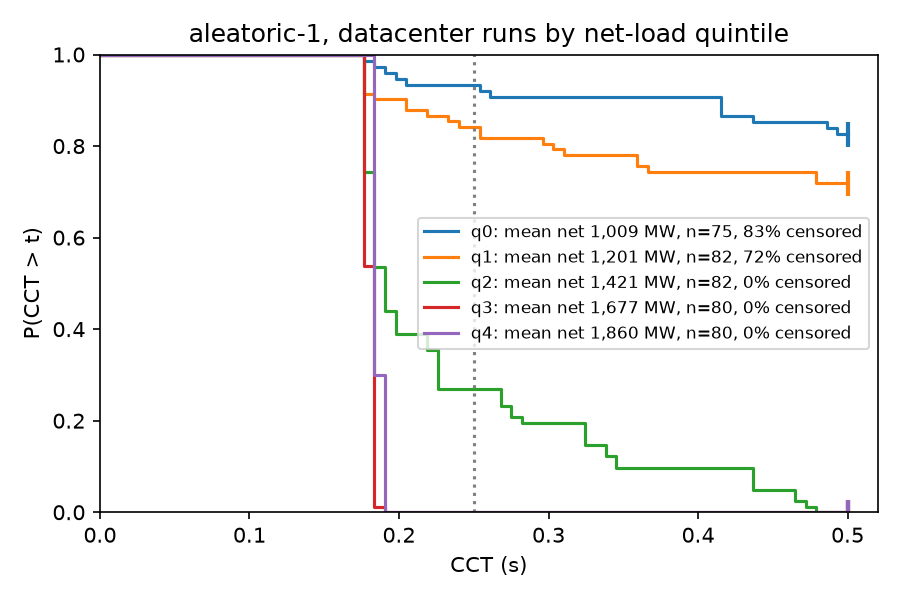 aleatoric-1, datacenter runs by net-load quintile
1.0
0.8
0.6
0.4
0.2
0.0
P(CCT > t)
q0: mean net 1,009 MW, n=75, 83% censored
q1: mean net 1,201 MW, n=82, 72% censored
q2: mean net 1,421 MW, n=82, 0% censored
q3: mean net 1,677 MW, n=80, 0% censored
q4: mean net 1,860 MW, n=80, 0% censored
0.0 0.1 0.2 0.3 0.4 0.5
CCT (s)